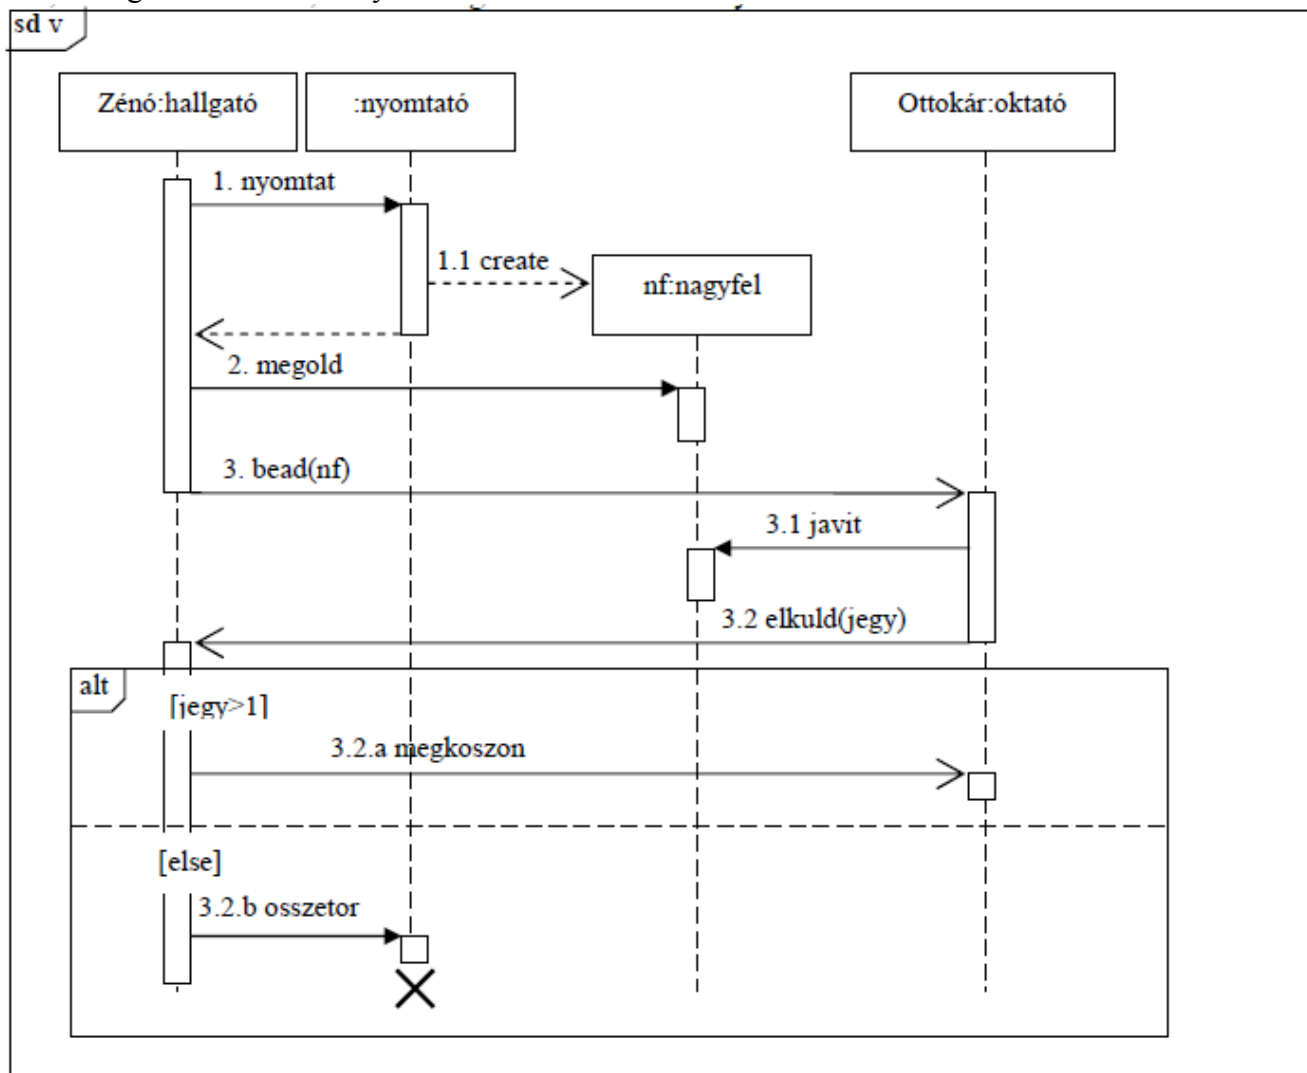 sd v
Zénó:hallgató
:nyomtató
Ottokár:oktató
1. nyomtat
1.1 create
nf:nagyfel
2. megold
3. bead(nf)
3.1 javit
3.2 elkuld(jegy)
alt
[jegy>1]
3.2.a megkoszon
[else]
3.2.b osszetor